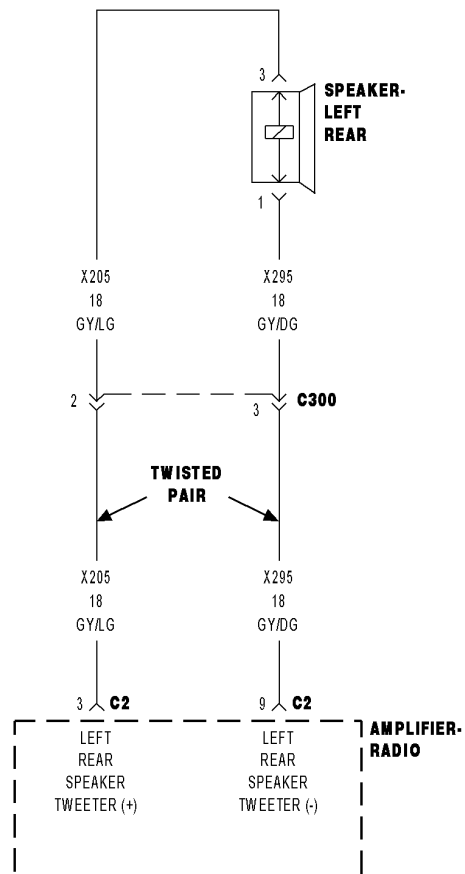 3
SPEAKER-
LEFT
REAR
1
X205
18
GY/LG
X295
18
GY/DG
2
3
C300
TWISTED
PAIR
X205
18
GY/LG
X295
18
GY/DG
3 C2
9 C2
AMPLIFIER-
RADIO
LEFT
REAR
SPEAKER
TWEETER (+)
LEFT
REAR
SPEAKER
TWEETER (-)